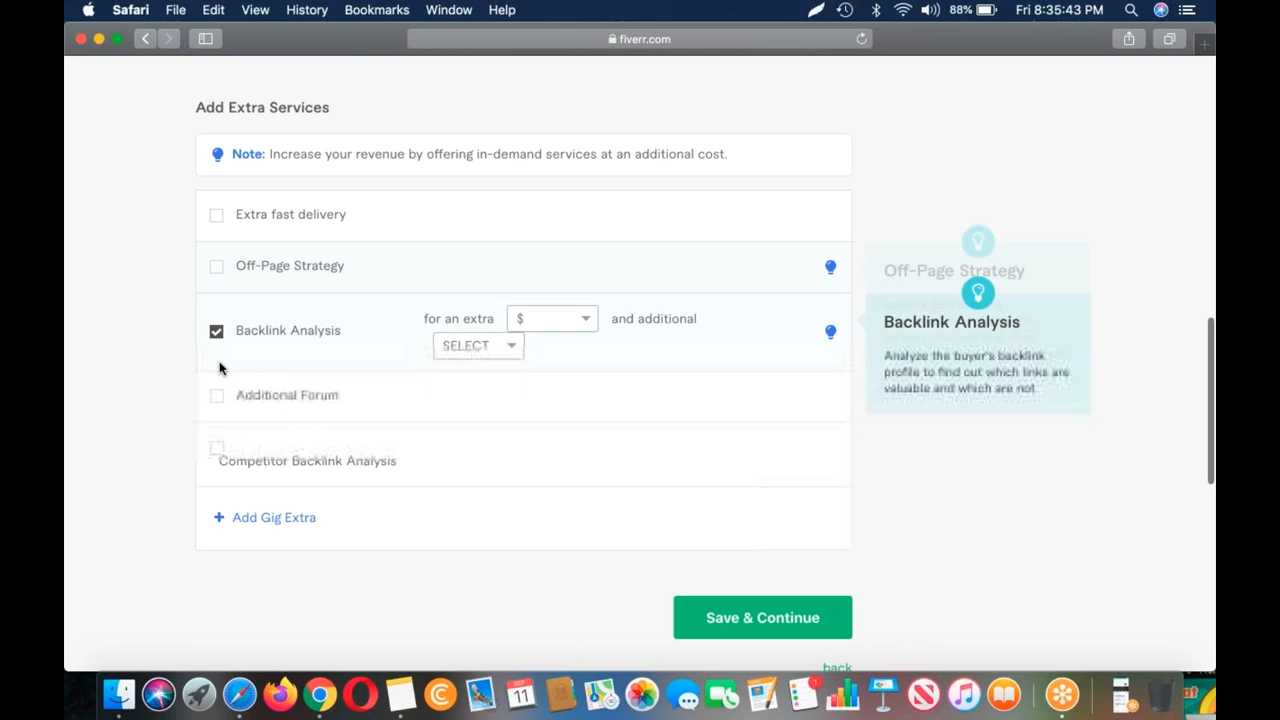 Safari File Edit View History Bookmarks Window Help 88% Fri 8:35:43 PM
fiverr.com
Add Extra Services
Note: Increase your revenue by offering in-demand services at an additional cost.
Extra fast delivery
Off-Page Strategy
Off-Page Strategy
Backlink Analysis for an extra $ and additional
SELECT
Backlink Analysis
Analyze the buyer's backlink
profile to find out which links are
valuable and which are not
Additional Forum
Competitor Backlink Analysis
+ Add Gig Extra
Save & Continue
back
SEP
11
1